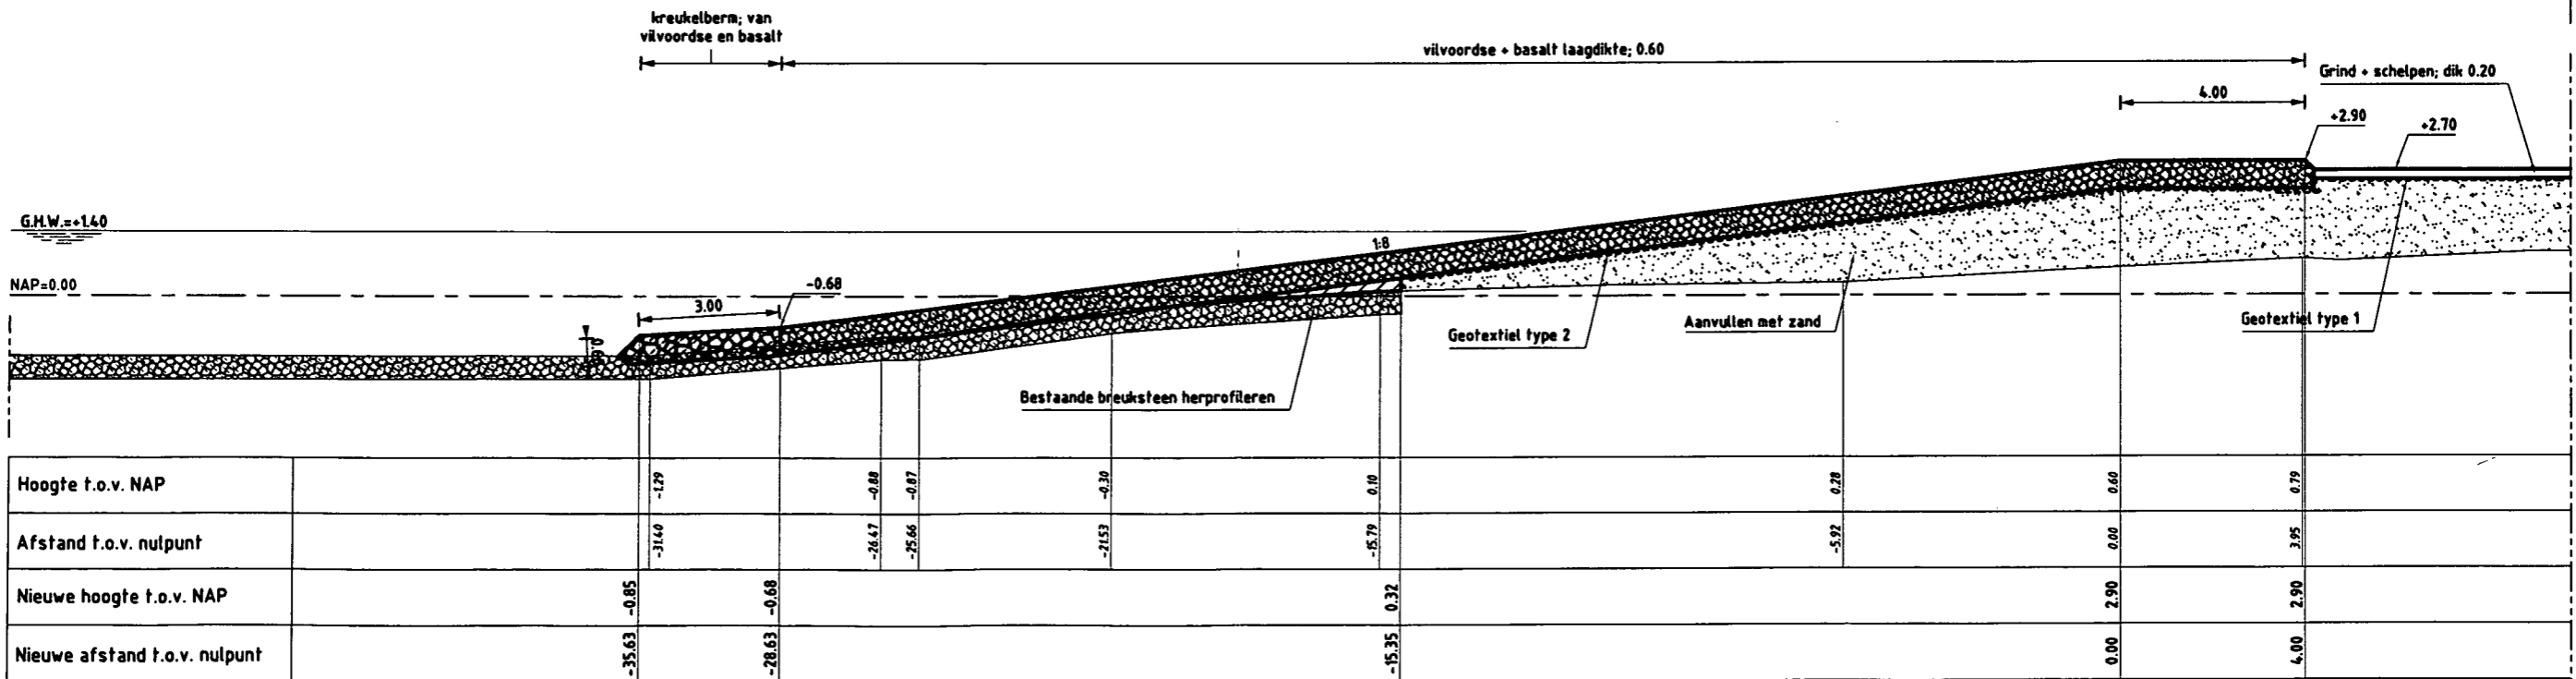 kreukelberm; van
vilvoordse en basalt
vilvoordse + basalt laagdikte; 0.60
Grind + schelpen; dik 0.20
4.00
+2.90
+2.70
G.H.W.=+1.40
1:8
NAP=0.00
-0.68
3.00
Geotextiel type 2
Aanvullen met zand
Geotextiel type 1
Bestaande breuksteen herprofileren
Hoogte t.o.v. NAP -1.29 -0.88 -0.87 -0.30 0.10 0.28 0.60 0.79
Afstand t.o.v. nulpunt -31.40 -26.47 -25.66 -21.53 -15.79 -5.92 0.00 3.95
Nieuwe hoogte t.o.v. NAP -0.85 -0.68 0.32 2.90 2.90
Nieuwe afstand t.o.v. nulpunt -35.63 -28.63 -15.35 0.00 4.00